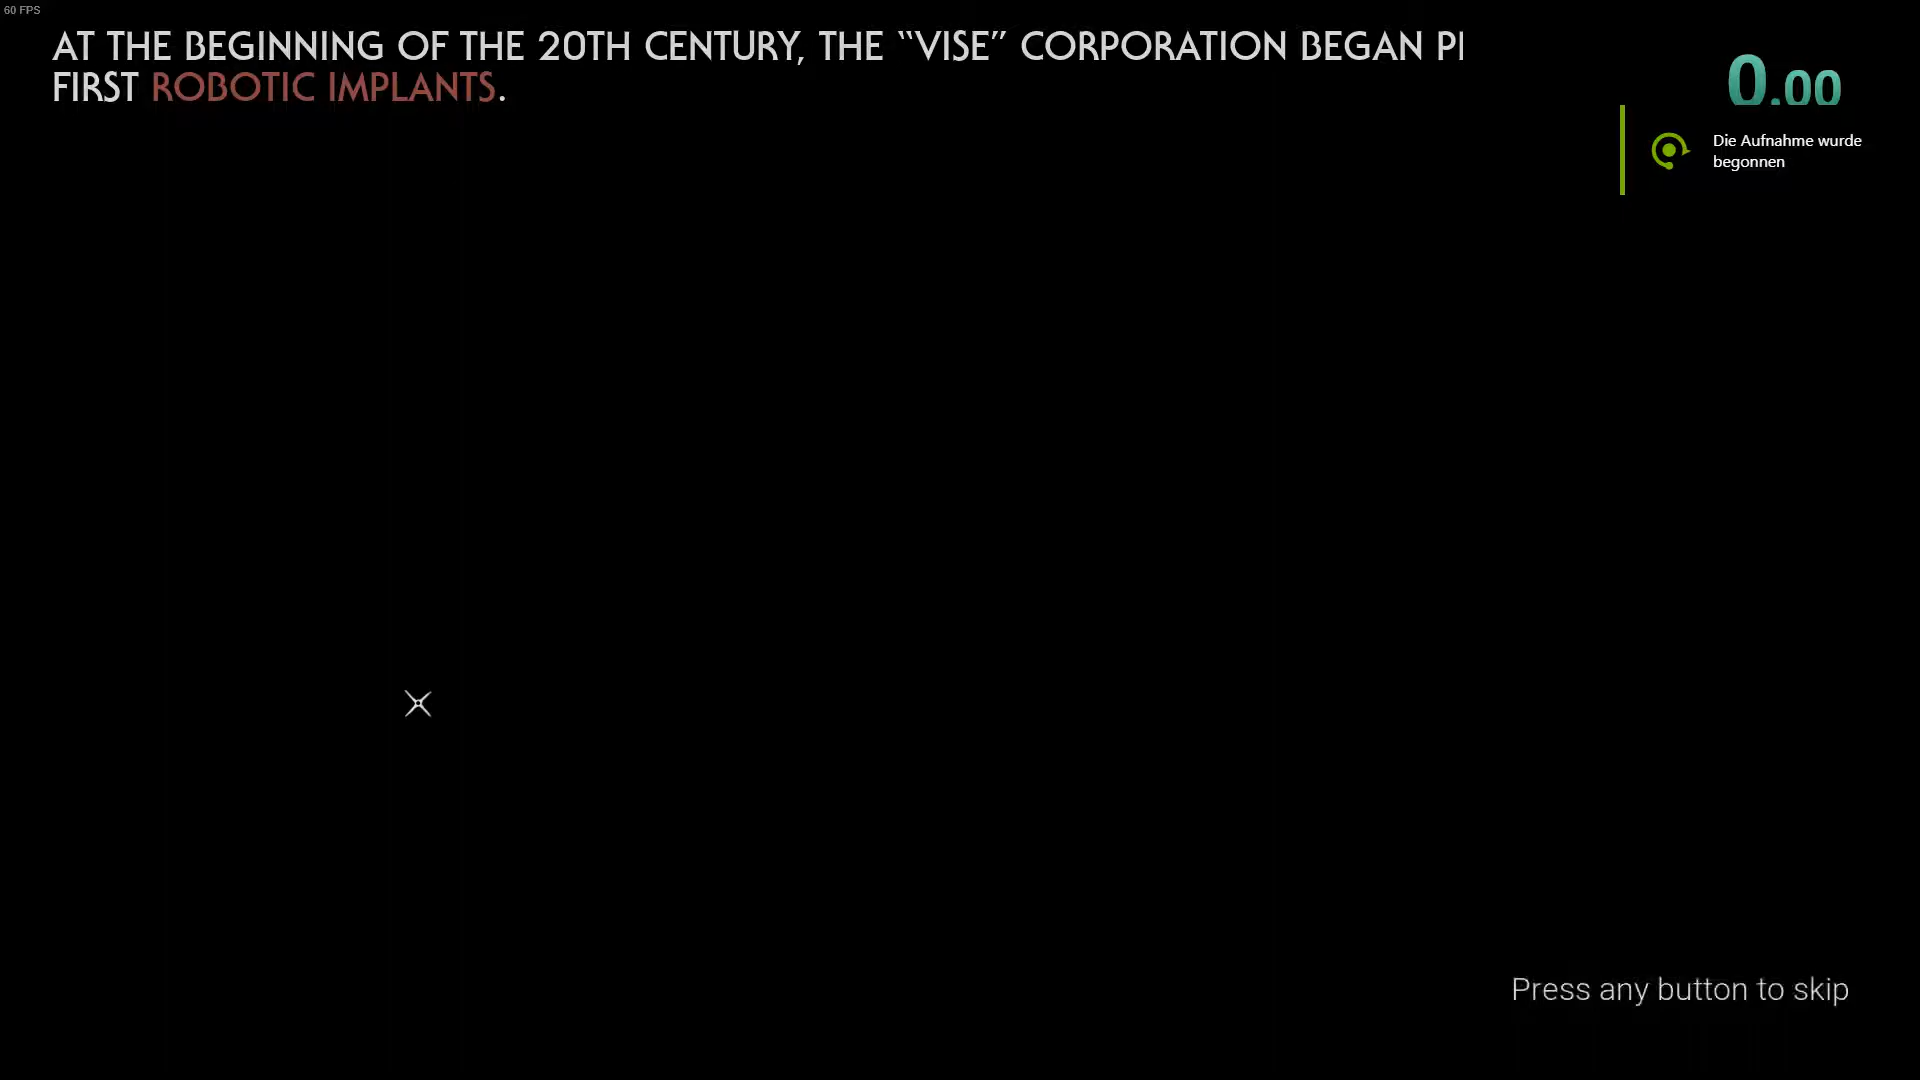 60 FPS
AT THE BEGINNING OF THE 20TH CENTURY, THE “VISE” CORPORATION BEGAN
FIRST ROBOTIC IMPLANTS.
0.00
Die Aufnahme wurde
begonnen
Press any button to skip